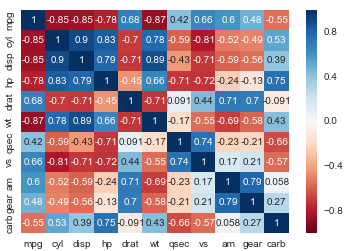 mpg 1 -0.85 -0.85 -0.78 0.68 -0.87 0.42 0.66 0.6 0.48 -0.55
cyl -0.85 1 0.9 0.83 -0.7 0.78 -0.59 -0.81 -0.52 -0.49 0.53
disp -0.85 0.9 1 0.79 -0.71 0.89 -0.43 -0.71 -0.59 -0.56 0.39
hp -0.78 0.83 0.79 1 -0.45 0.66 -0.71 -0.72 -0.24 -0.13 0.75
drat 0.68 -0.7 -0.71 -0.45 1 -0.71 0.091 0.44 0.71 0.7 -0.091
wt -0.87 0.78 0.89 0.66 -0.71 1 -0.17 -0.55 -0.69 -0.58 0.43
qsec 0.42 -0.59 -0.43 -0.71 0.091 -0.17 1 0.74 -0.23 -0.21 -0.66
vs 0.66 -0.81 -0.71 -0.72 0.44 -0.55 0.74 1 0.17 0.21 -0.57
am 0.6 -0.52 -0.59 -0.24 0.71 -0.69 -0.23 0.17 1 0.79 0.058
gear 0.48 -0.49 -0.56 -0.13 0.7 -0.58 -0.21 0.21 0.79 1 0.27
carb -0.55 0.53 0.39 0.75 -0.091 0.43 -0.66 -0.57 0.058 0.27 1
mpg cyl disp hp drat wt qsec vs am gear carb
0.8
0.4
0.0
−0.4
−0.8